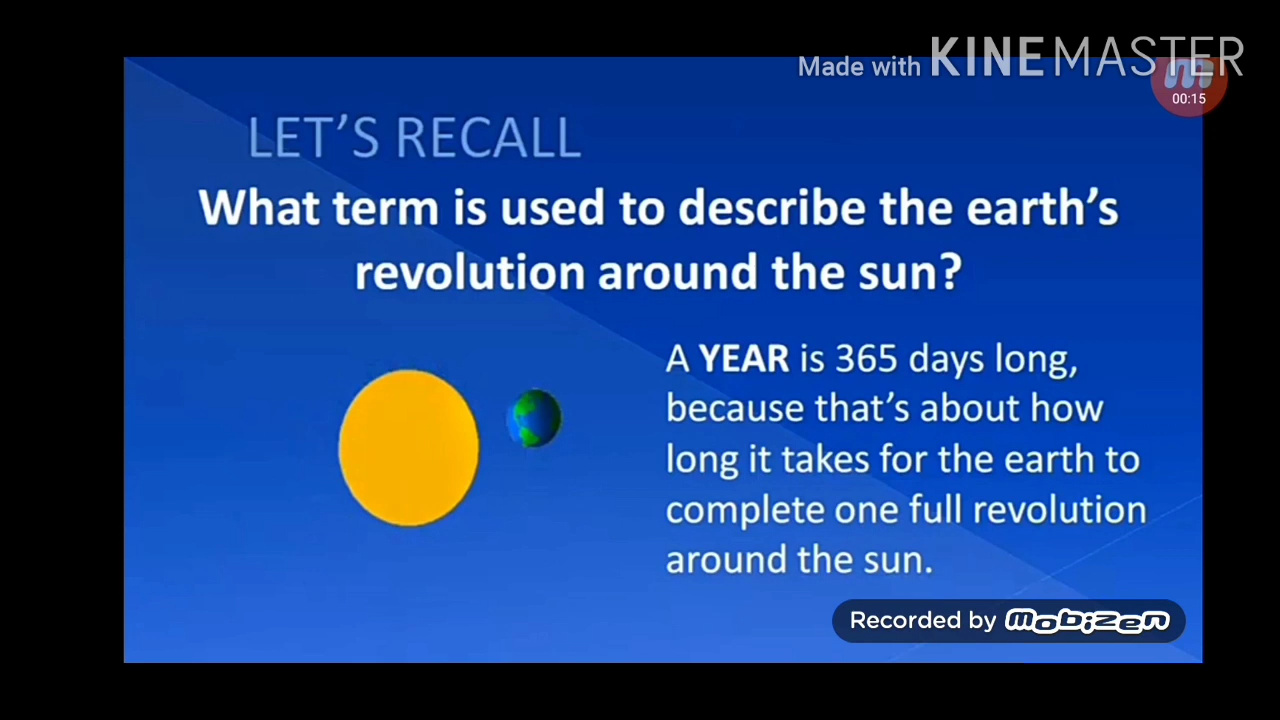 Made with KINEMASTER
00:15
LET'S RECALL
What term is used to describe the earth's
revolution around the sun?
A YEAR is 365 days long,
because that's about how
long it takes for the earth to
complete one full revolution
around the sun.
Recorded by mobizen